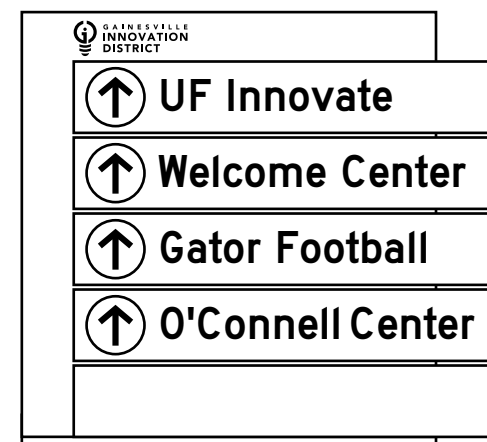 GAINESVILLE
INNOVATION
DISTRICT
UF Innovate
Welcome Center
Gator Football
O'Connell Center